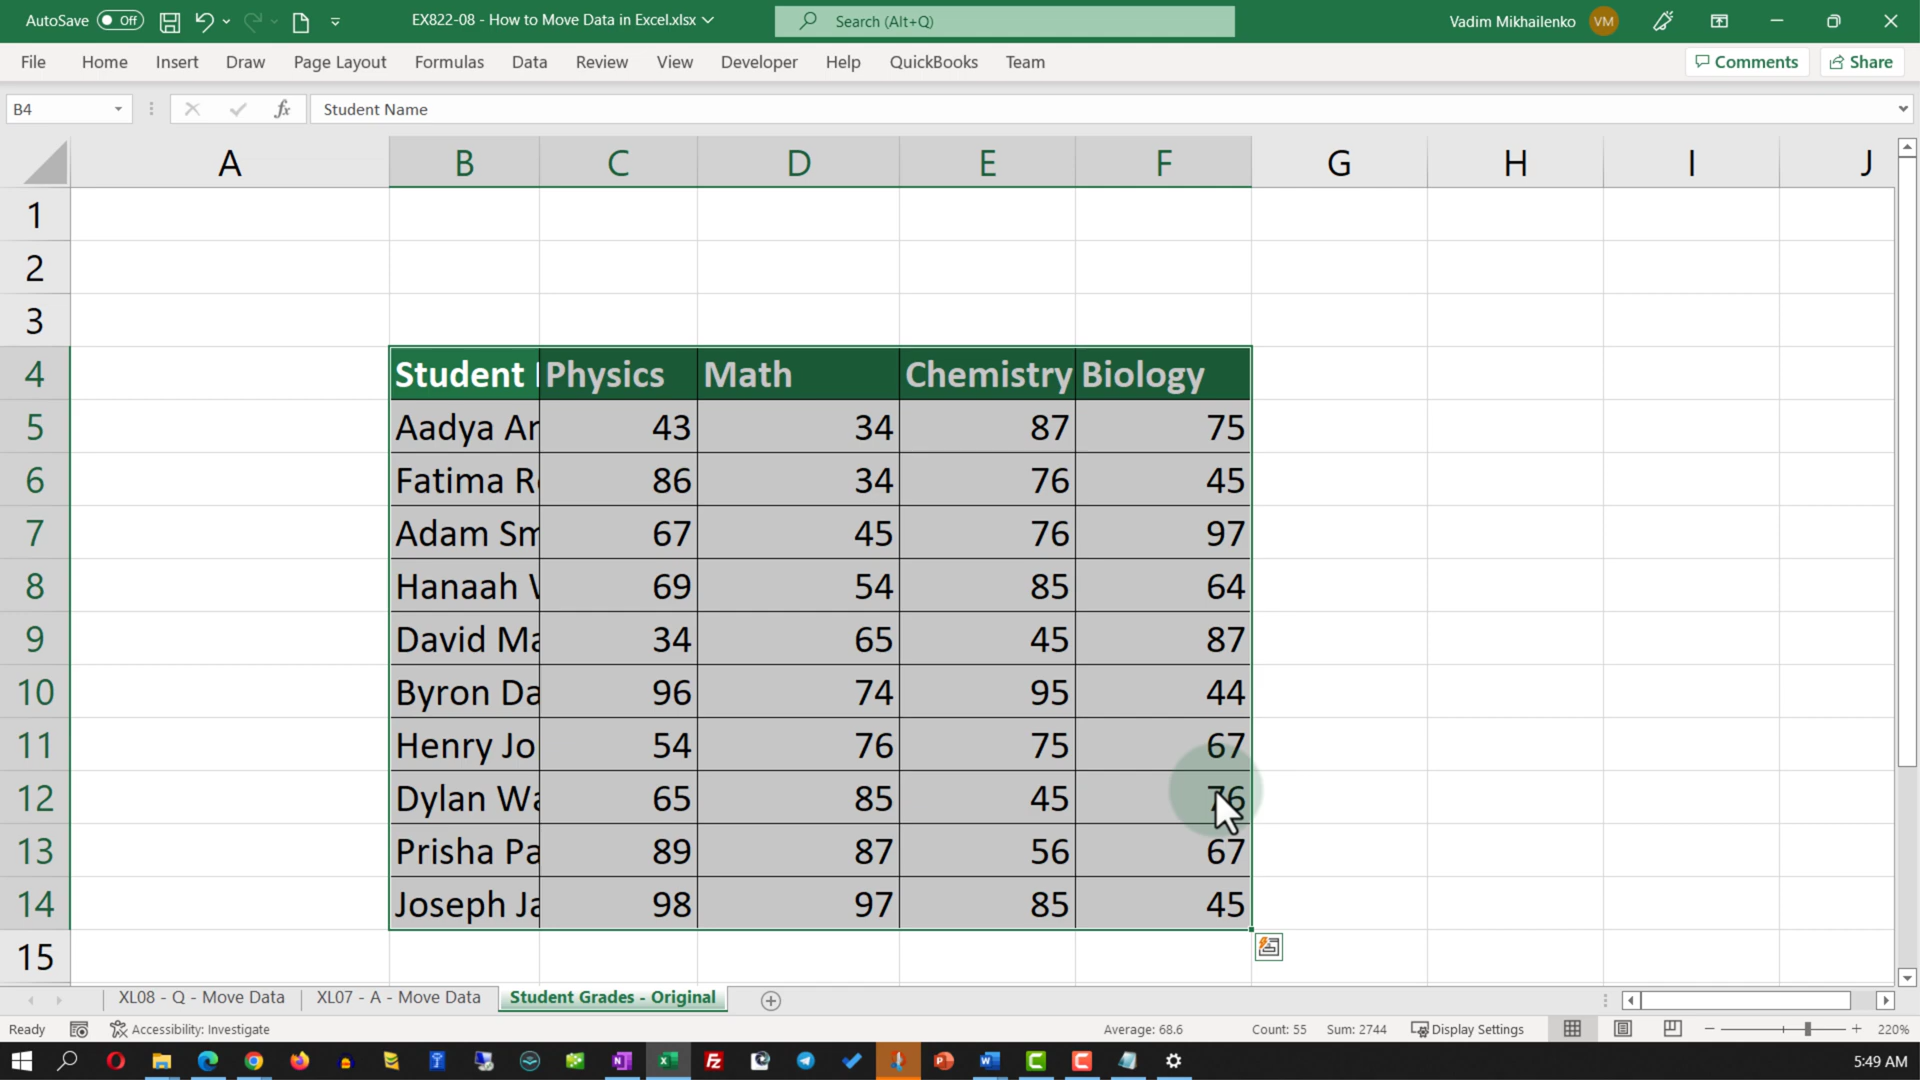 AutoSave Off EX822-08 - How to Move Data in Excel.xlsx Search (Alt+Q) Vadim Mikhailenko VM
File Home Insert Draw Page Layout Formulas Data Review View Developer Help QuickBooks Team Comments Share
B4 fx Student Name
A B C D E F G H I J
1
2
3
4 Student Physics Math Chemistry Biology
5 Aadya Ar 43 34 87 75
6 Fatima R 86 34 76 45
7 Adam Sm 67 45 76 97
8 Hanaah 69 54 85 64
9 David Ma 34 65 45 87
10 Byron Da 96 74 95 44
11 Henry Jo 54 76 75 67
12 Dylan Wa 65 85 45 76
13 Prisha Pa 89 87 56 67
14 Joseph Ja 98 97 85 45
15
XL08 - Q - Move Data XL07 - A - Move Data Student Grades - Original
Ready Accessibility: Investigate Average: 68.6 Count: 55 Sum: 2744 Display Settings 220%
5:49 AM